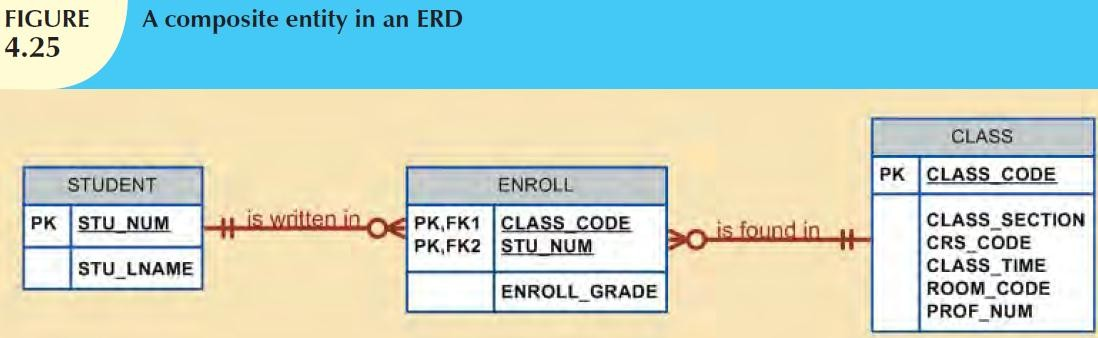 FIGURE
4.25
A composite entity in an ERD
STUDENT
PK STU_NUM
STU_LNAME
is written in
ENROLL
PK,FK1 CLASS_CODE
PK,FK2 STU_NUM
ENROLL_GRADE
is found in
CLASS
PK CLASS_CODE
CLASS_SECTION
CRS_CODE
CLASS_TIME
ROOM_CODE
PROF_NUM